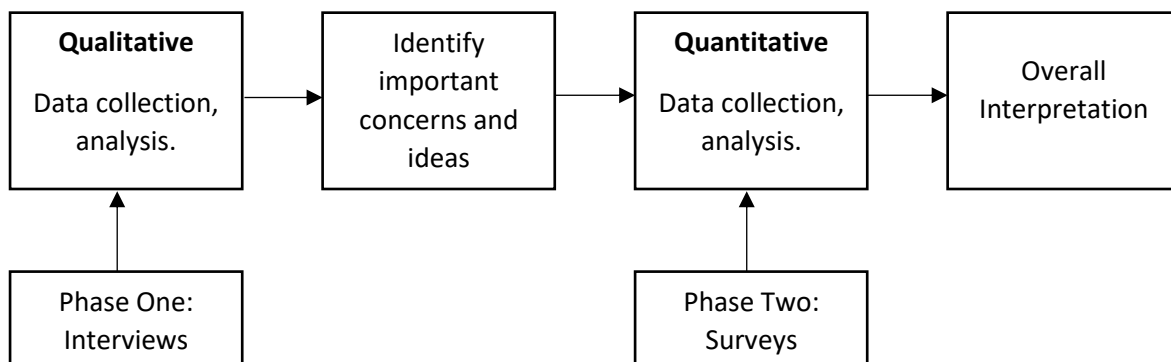 Qualitative
Data collection,
analysis.
Identify
important
concerns and
ideas
Quantitative
Data collection,
analysis.
Overall
Interpretation
Phase One:
Interviews
Phase Two:
Surveys